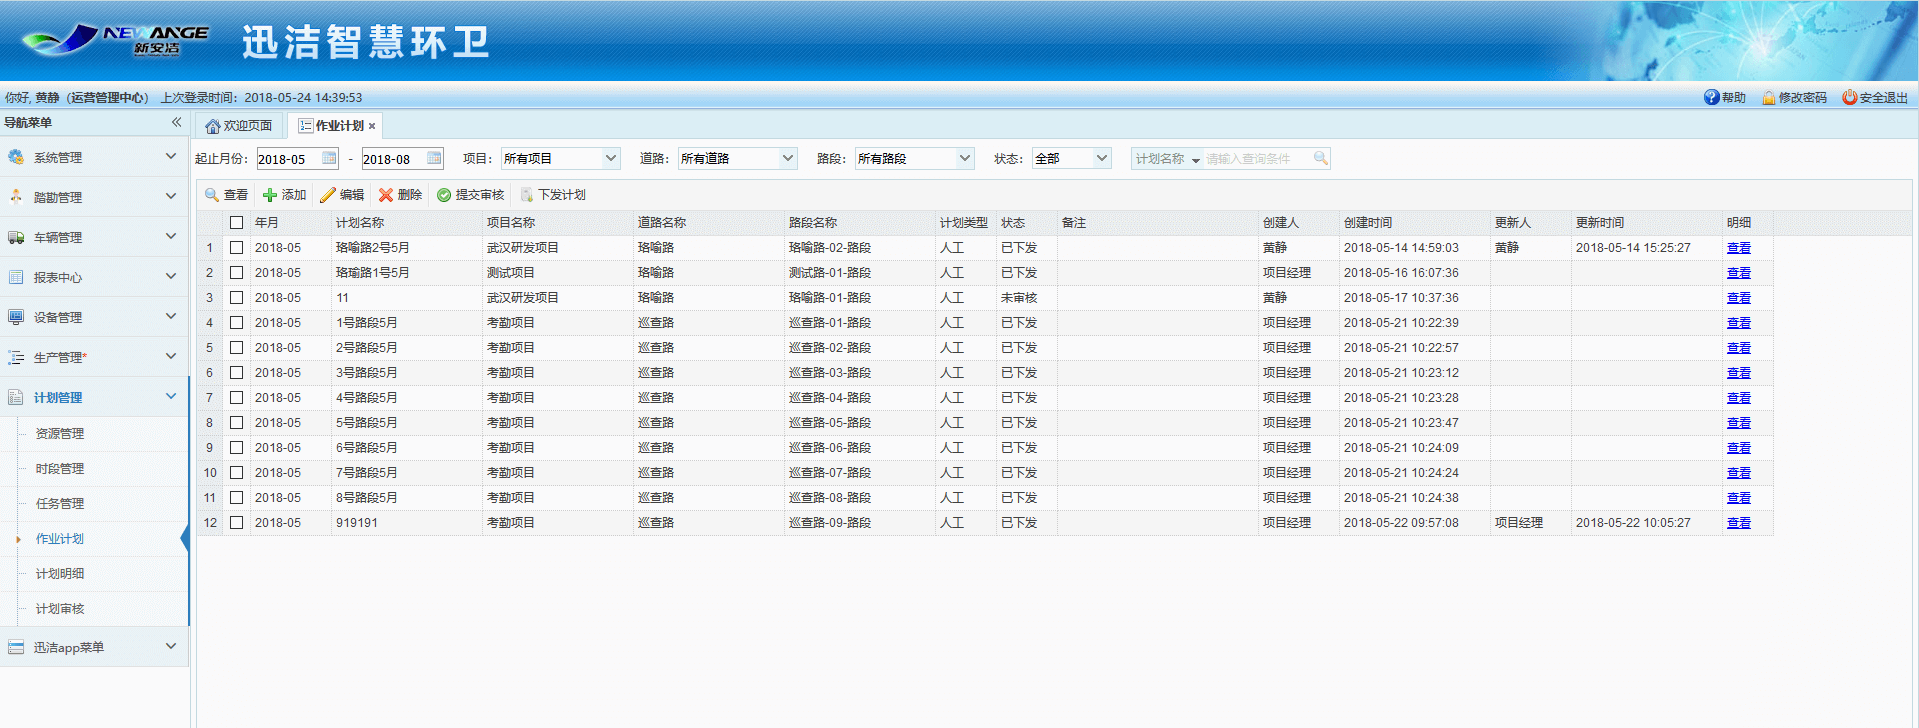 NEWANGE
新安洁
迅洁智慧环卫
你好, 黄静（运营管理中心） 上次登录时间：2018-05-24 14:39:53 帮助 修改密码 安全退出
导航菜单 欢迎页面 作业计划
系统管理
踏勘管理
车辆管理
报表中心
设备管理
生产管理*
计划管理
资源管理
时段管理
任务管理
作业计划
计划明细
计划审核
迅洁app菜单
起止月份： 2018-05 - 2018-08 项目： 所有项目 道路： 所有道路 路段： 所有路段 状态： 全部 计划名称 请输入查询条件
查看 添加 编辑 删除 提交审核 下发计划
年月 计划名称 项目名称 道路名称 路段名称 计划类型 状态 备注 创建人 创建时间 更新人 更新时间 明细
1 2018-05 珞喻路2号5月 武汉研发项目 珞喻路 珞喻路-02-路段 人工 已下发 黄静 2018-05-14 14:59:03 黄静 2018-05-14 15:25:27 查看
2 2018-05 珞瑜路1号5月 测试项目 珞喻路 测试路-01-路段 人工 已下发 项目经理 2018-05-16 16:07:36 查看
3 2018-05 11 武汉研发项目 珞喻路 珞喻路-01-路段 人工 未审核 黄静 2018-05-17 10:37:36 查看
4 2018-05 1号路段5月 考勤项目 巡查路 巡查路-01-路段 人工 已下发 项目经理 2018-05-21 10:22:39 查看
5 2018-05 2号路段5月 考勤项目 巡查路 巡查路-02-路段 人工 已下发 项目经理 2018-05-21 10:22:57 查看
6 2018-05 3号路段5月 考勤项目 巡查路 巡查路-03-路段 人工 已下发 项目经理 2018-05-21 10:23:12 查看
7 2018-05 4号路段5月 考勤项目 巡查路 巡查路-04-路段 人工 已下发 项目经理 2018-05-21 10:23:28 查看
8 2018-05 5号路段5月 考勤项目 巡查路 巡查路-05-路段 人工 已下发 项目经理 2018-05-21 10:23:47 查看
9 2018-05 6号路段5月 考勤项目 巡查路 巡查路-06-路段 人工 已下发 项目经理 2018-05-21 10:24:09 查看
10 2018-05 7号路段5月 考勤项目 巡查路 巡查路-07-路段 人工 已下发 项目经理 2018-05-21 10:24:24 查看
11 2018-05 8号路段5月 考勤项目 巡查路 巡查路-08-路段 人工 已下发 项目经理 2018-05-21 10:24:38 查看
12 2018-05 919191 考勤项目 巡查路 巡查路-09-路段 人工 已下发 项目经理 2018-05-22 09:57:08 项目经理 2018-05-22 10:05:27 查看